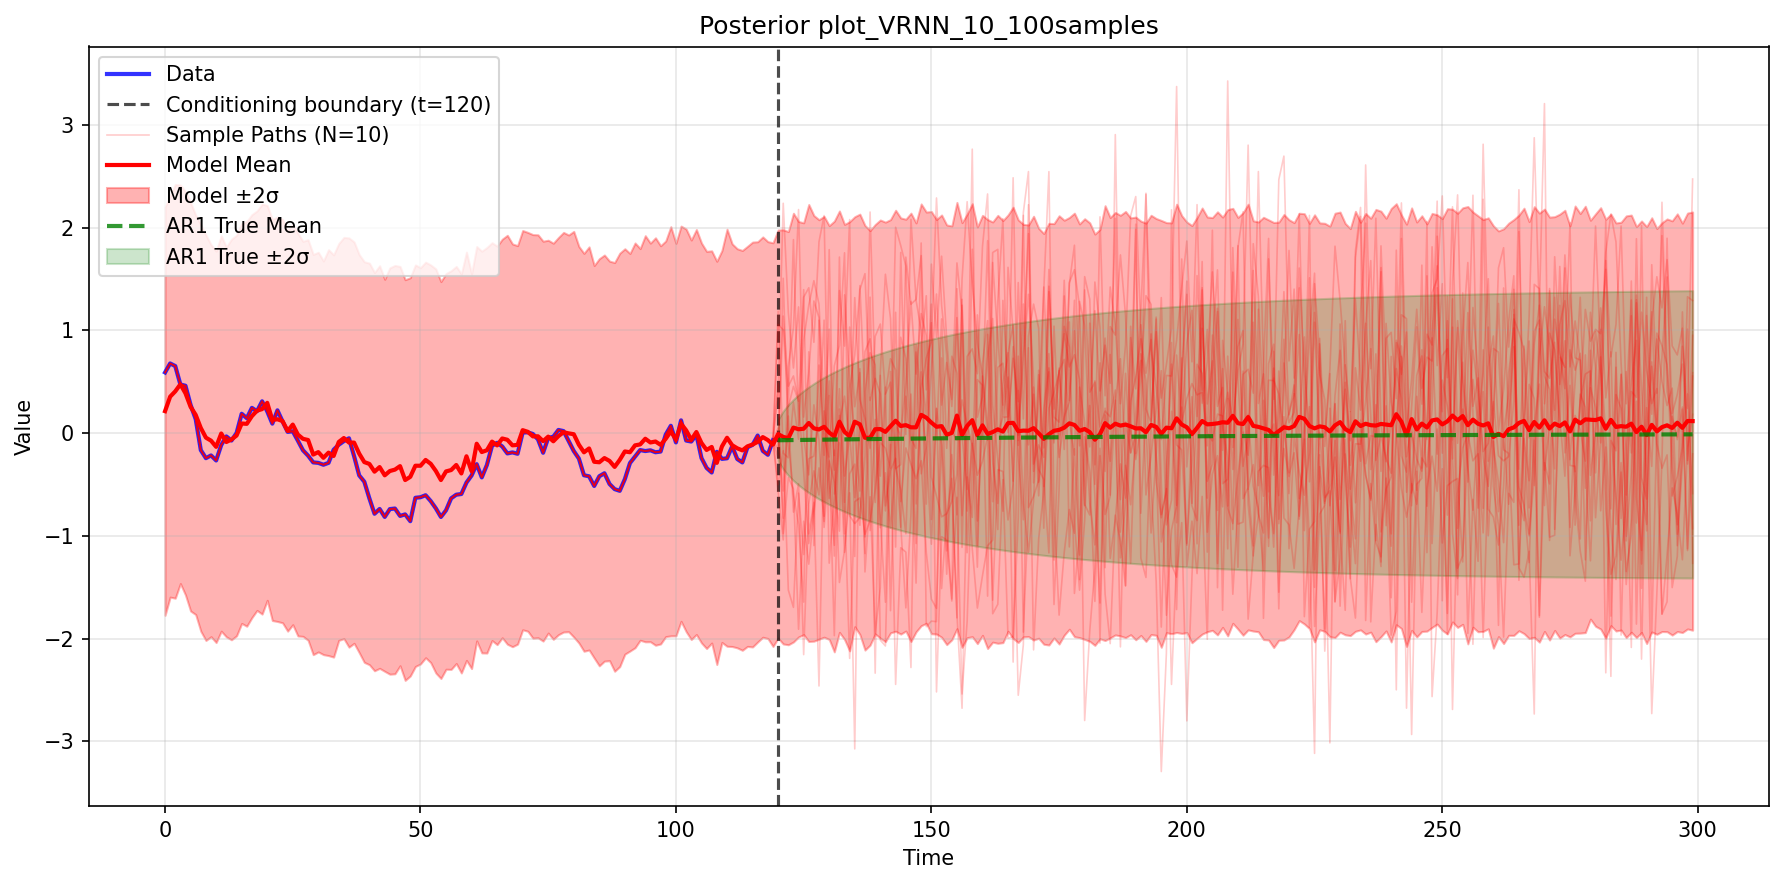 Posterior plot_VRNN_10_100samples
Data
Conditioning boundary (t=120)
Sample Paths (N=10)
Model Mean
Model ±2σ
AR1 True Mean
AR1 True ±2σ
Value
3
2
1
0
−1
−2
−3
0 50 100 150 200 250 300
Time